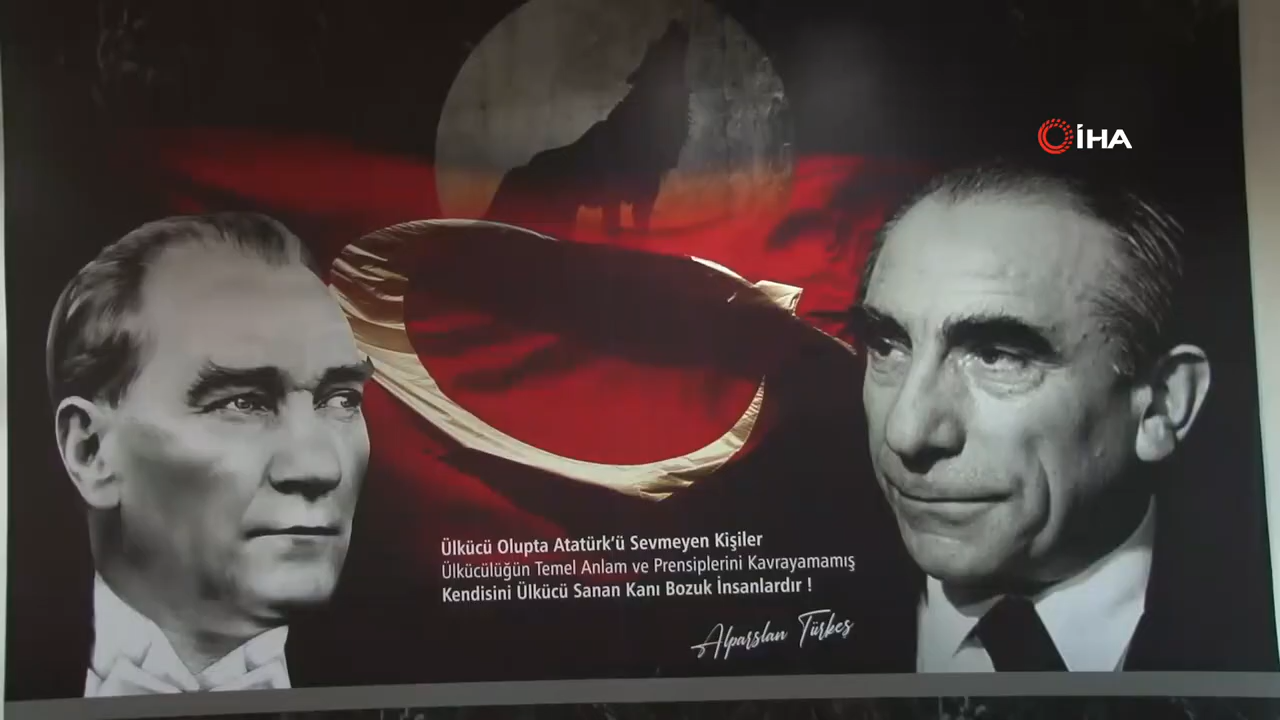 İHA
Ülkücü Olupta Atatürk'ü Sevmeyen Kişiler
Ülkücülüğün Temel Anlam ve Prensiplerini Kavrayamamış
Kendisini Ülkücü Sanan Kanı Bozuk İnsanlardır !
Alparslan Türkeş